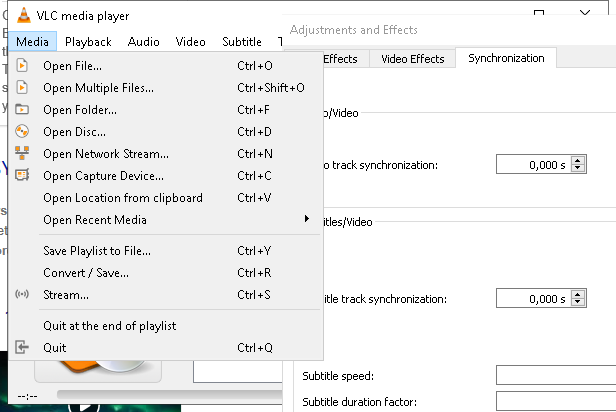 VLC media player
Adjustments and Effects
Media Playback Audio Video Subtitle T
Effects Video Effects Synchronization
Open File... Ctrl+O
Open Multiple Files... Ctrl+Shift+O
Open Folder... Ctrl+F
o/Video
Open Disc... Ctrl+D
Open Network Stream... Ctrl+N
o track synchronization: 0,000 s
Open Capture Device... Ctrl+C
Open Location from clipboard Ctrl+V
Open Recent Media
itles/Video
Save Playlist to File... Ctrl+Y
Convert / Save... Ctrl+R
Stream... Ctrl+S
itle track synchronization: 0,000 s
Quit at the end of playlist
Quit Ctrl+Q
Subtitle speed:
--:--
Subtitle duration factor: